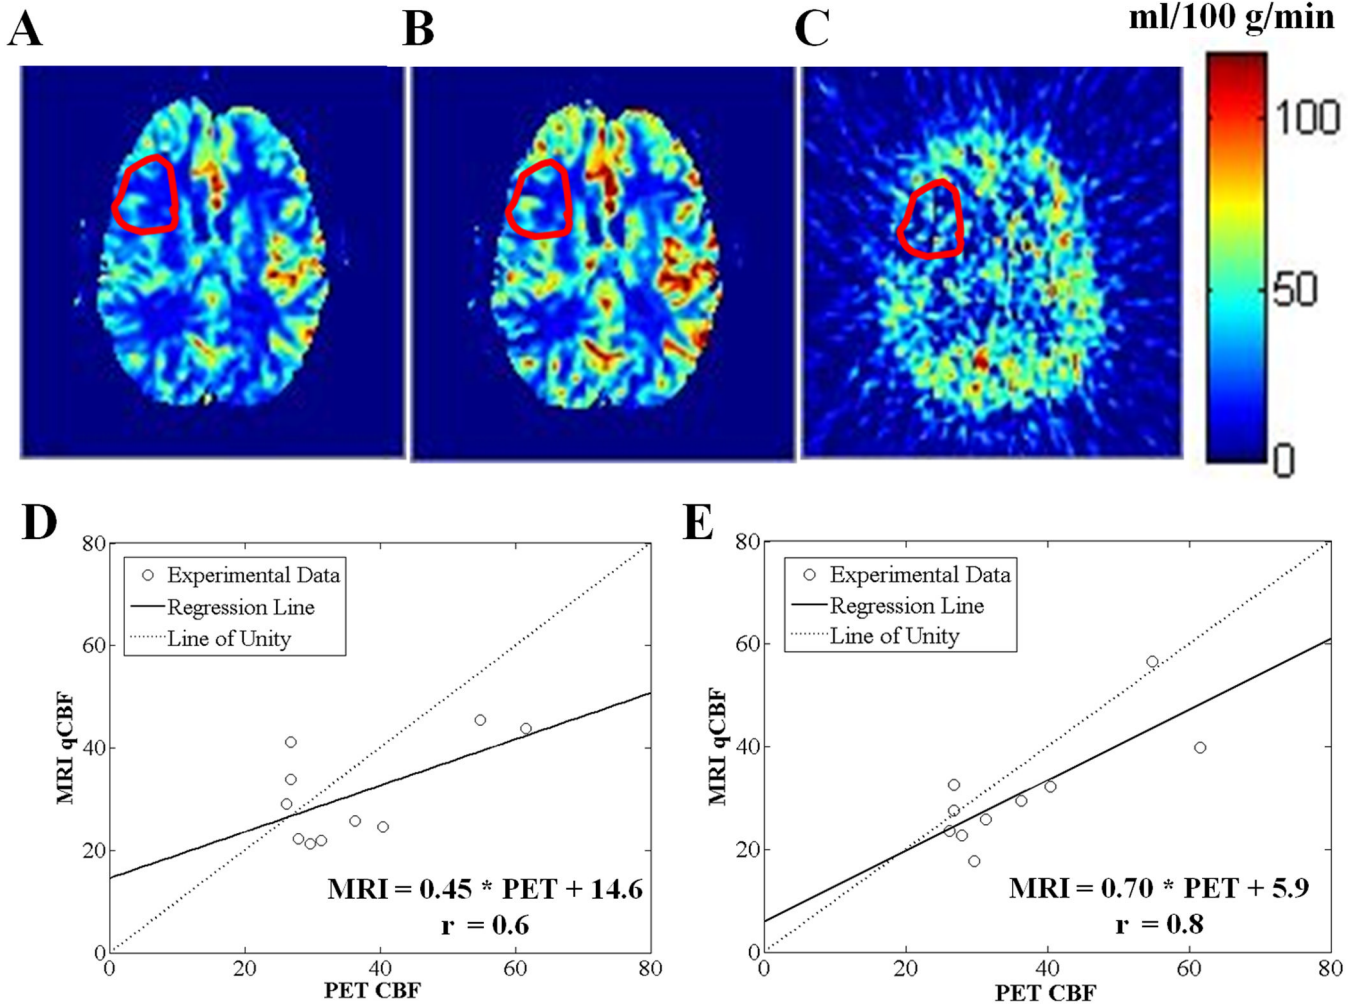 A
B
C
ml/100 g/min
100
50
0
D
80
60
40
20
0
MRI qCBF
Experimental Data
Regression Line
Line of Unity
MRI = 0.45 * PET + 14.6
r = 0.6
0
20
40
60
80
PET CBF
E
80
60
40
20
0
MRI qCBF
Experimental Data
Regression Line
Line of Unity
MRI = 0.70 * PET + 5.9
r = 0.8
0
20
40
60
80
PET CBF